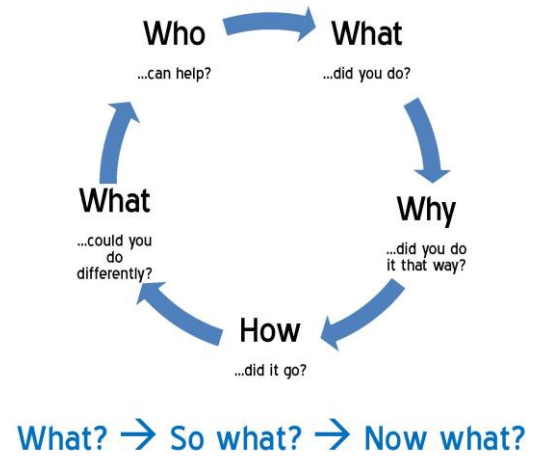 Who
...can help?
What
...did you do?
Why
...did you do
it that way?
How
...did it go?
What
...could you
do
differently?
What? → So what? → Now what?